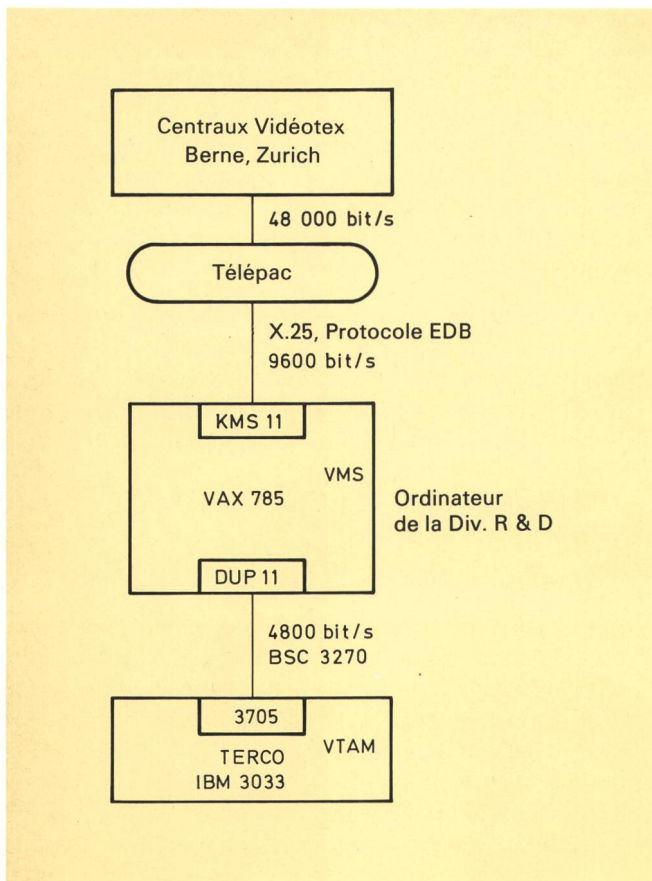 Centraux Vidéotex
Berne, Zurich
48 000 bit/s
Télépac
X.25, Protocole EDB
9600 bit/s
KMS 11
VMS
VAX 785
Ordinateur
de la Div. R & D
DUP 11
4800 bit/s
BSC 3270
3705
VTAM
TERCO
IBM 3033